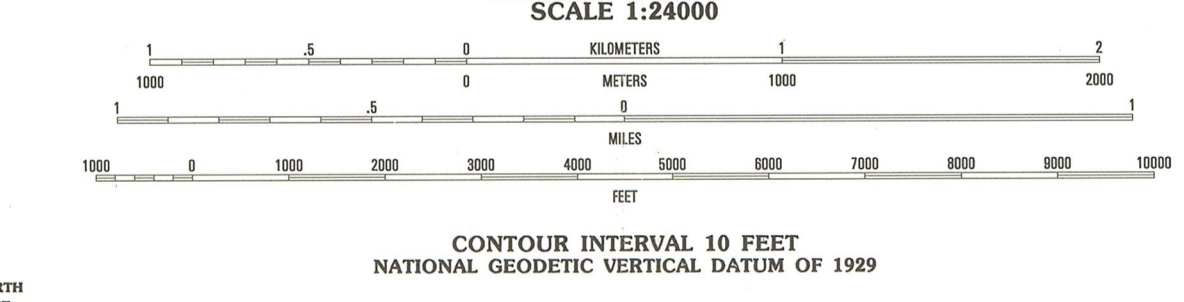 SCALE 1:24000
1 .5 0 KILOMETERS 1 2
1000 0 METERS 1000 2000
1 .5 0 1
MILES
1000 0 1000 2000 3000 4000 5000 6000 7000 8000 9000 10000
FEET
CONTOUR INTERVAL 10 FEET
NATIONAL GEODETIC VERTICAL DATUM OF 1929
RTH